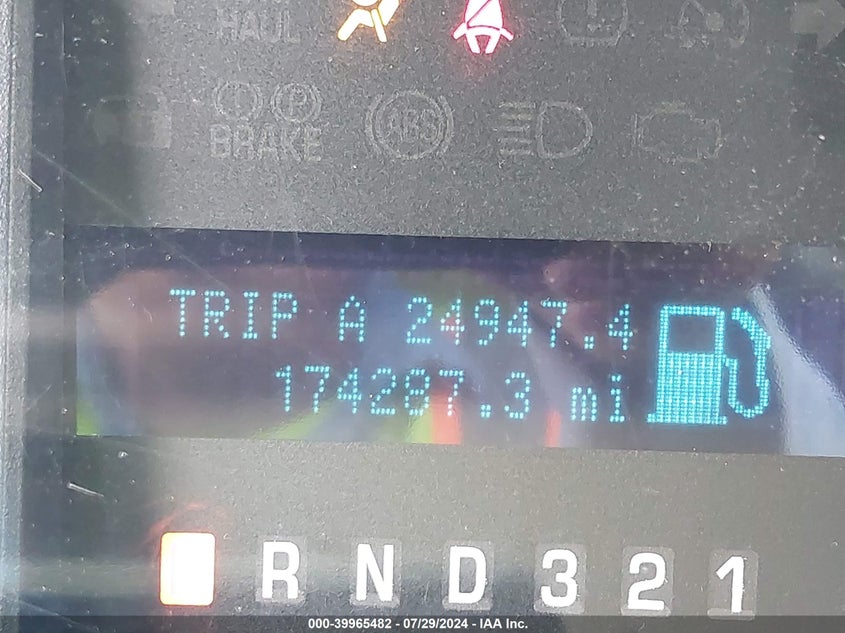 HAUL
BRAKE
ABS
TRIP A 24947.4
174287.3 mi
R N D 3 2 1
000-39965482 - 07/29/2024 - IAA Inc.